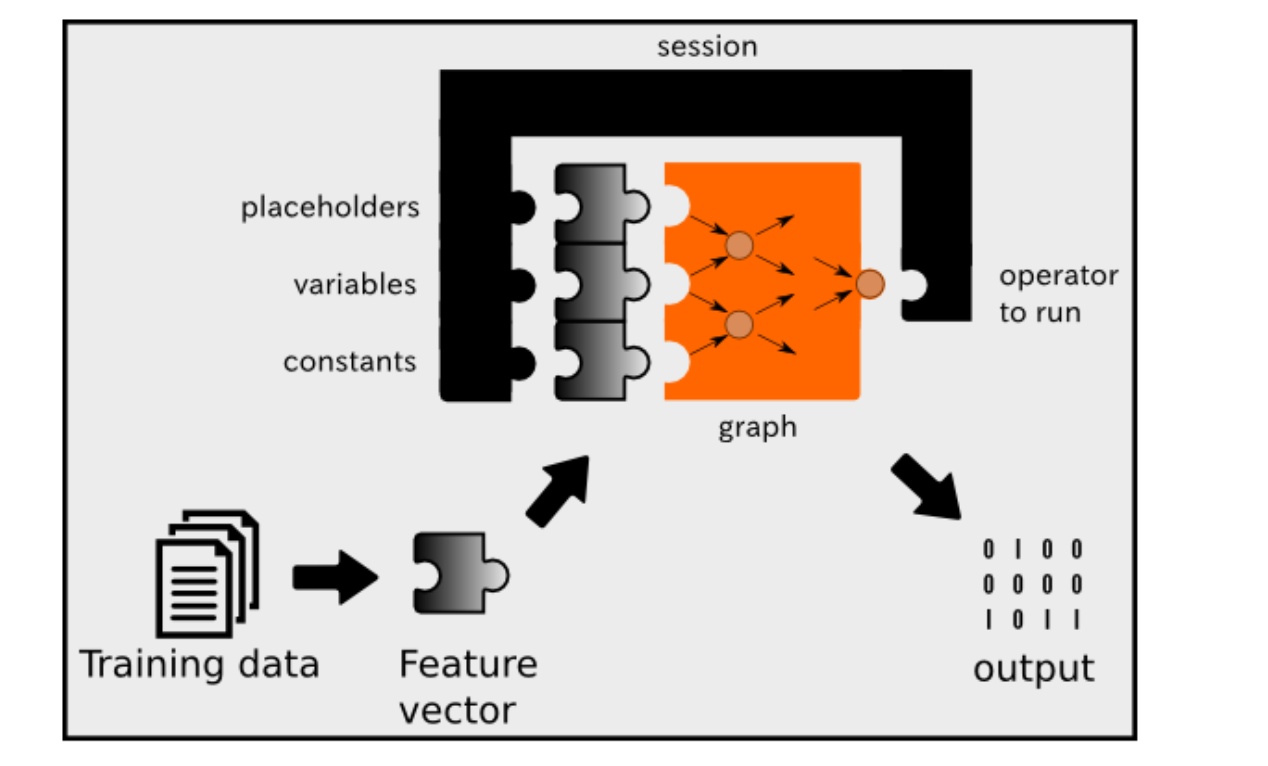 session
placeholders
variables
constants
operator
to run
graph
Training data
Feature
vector
0 1 0 0
0 0 0 0
1 0 1 1
output